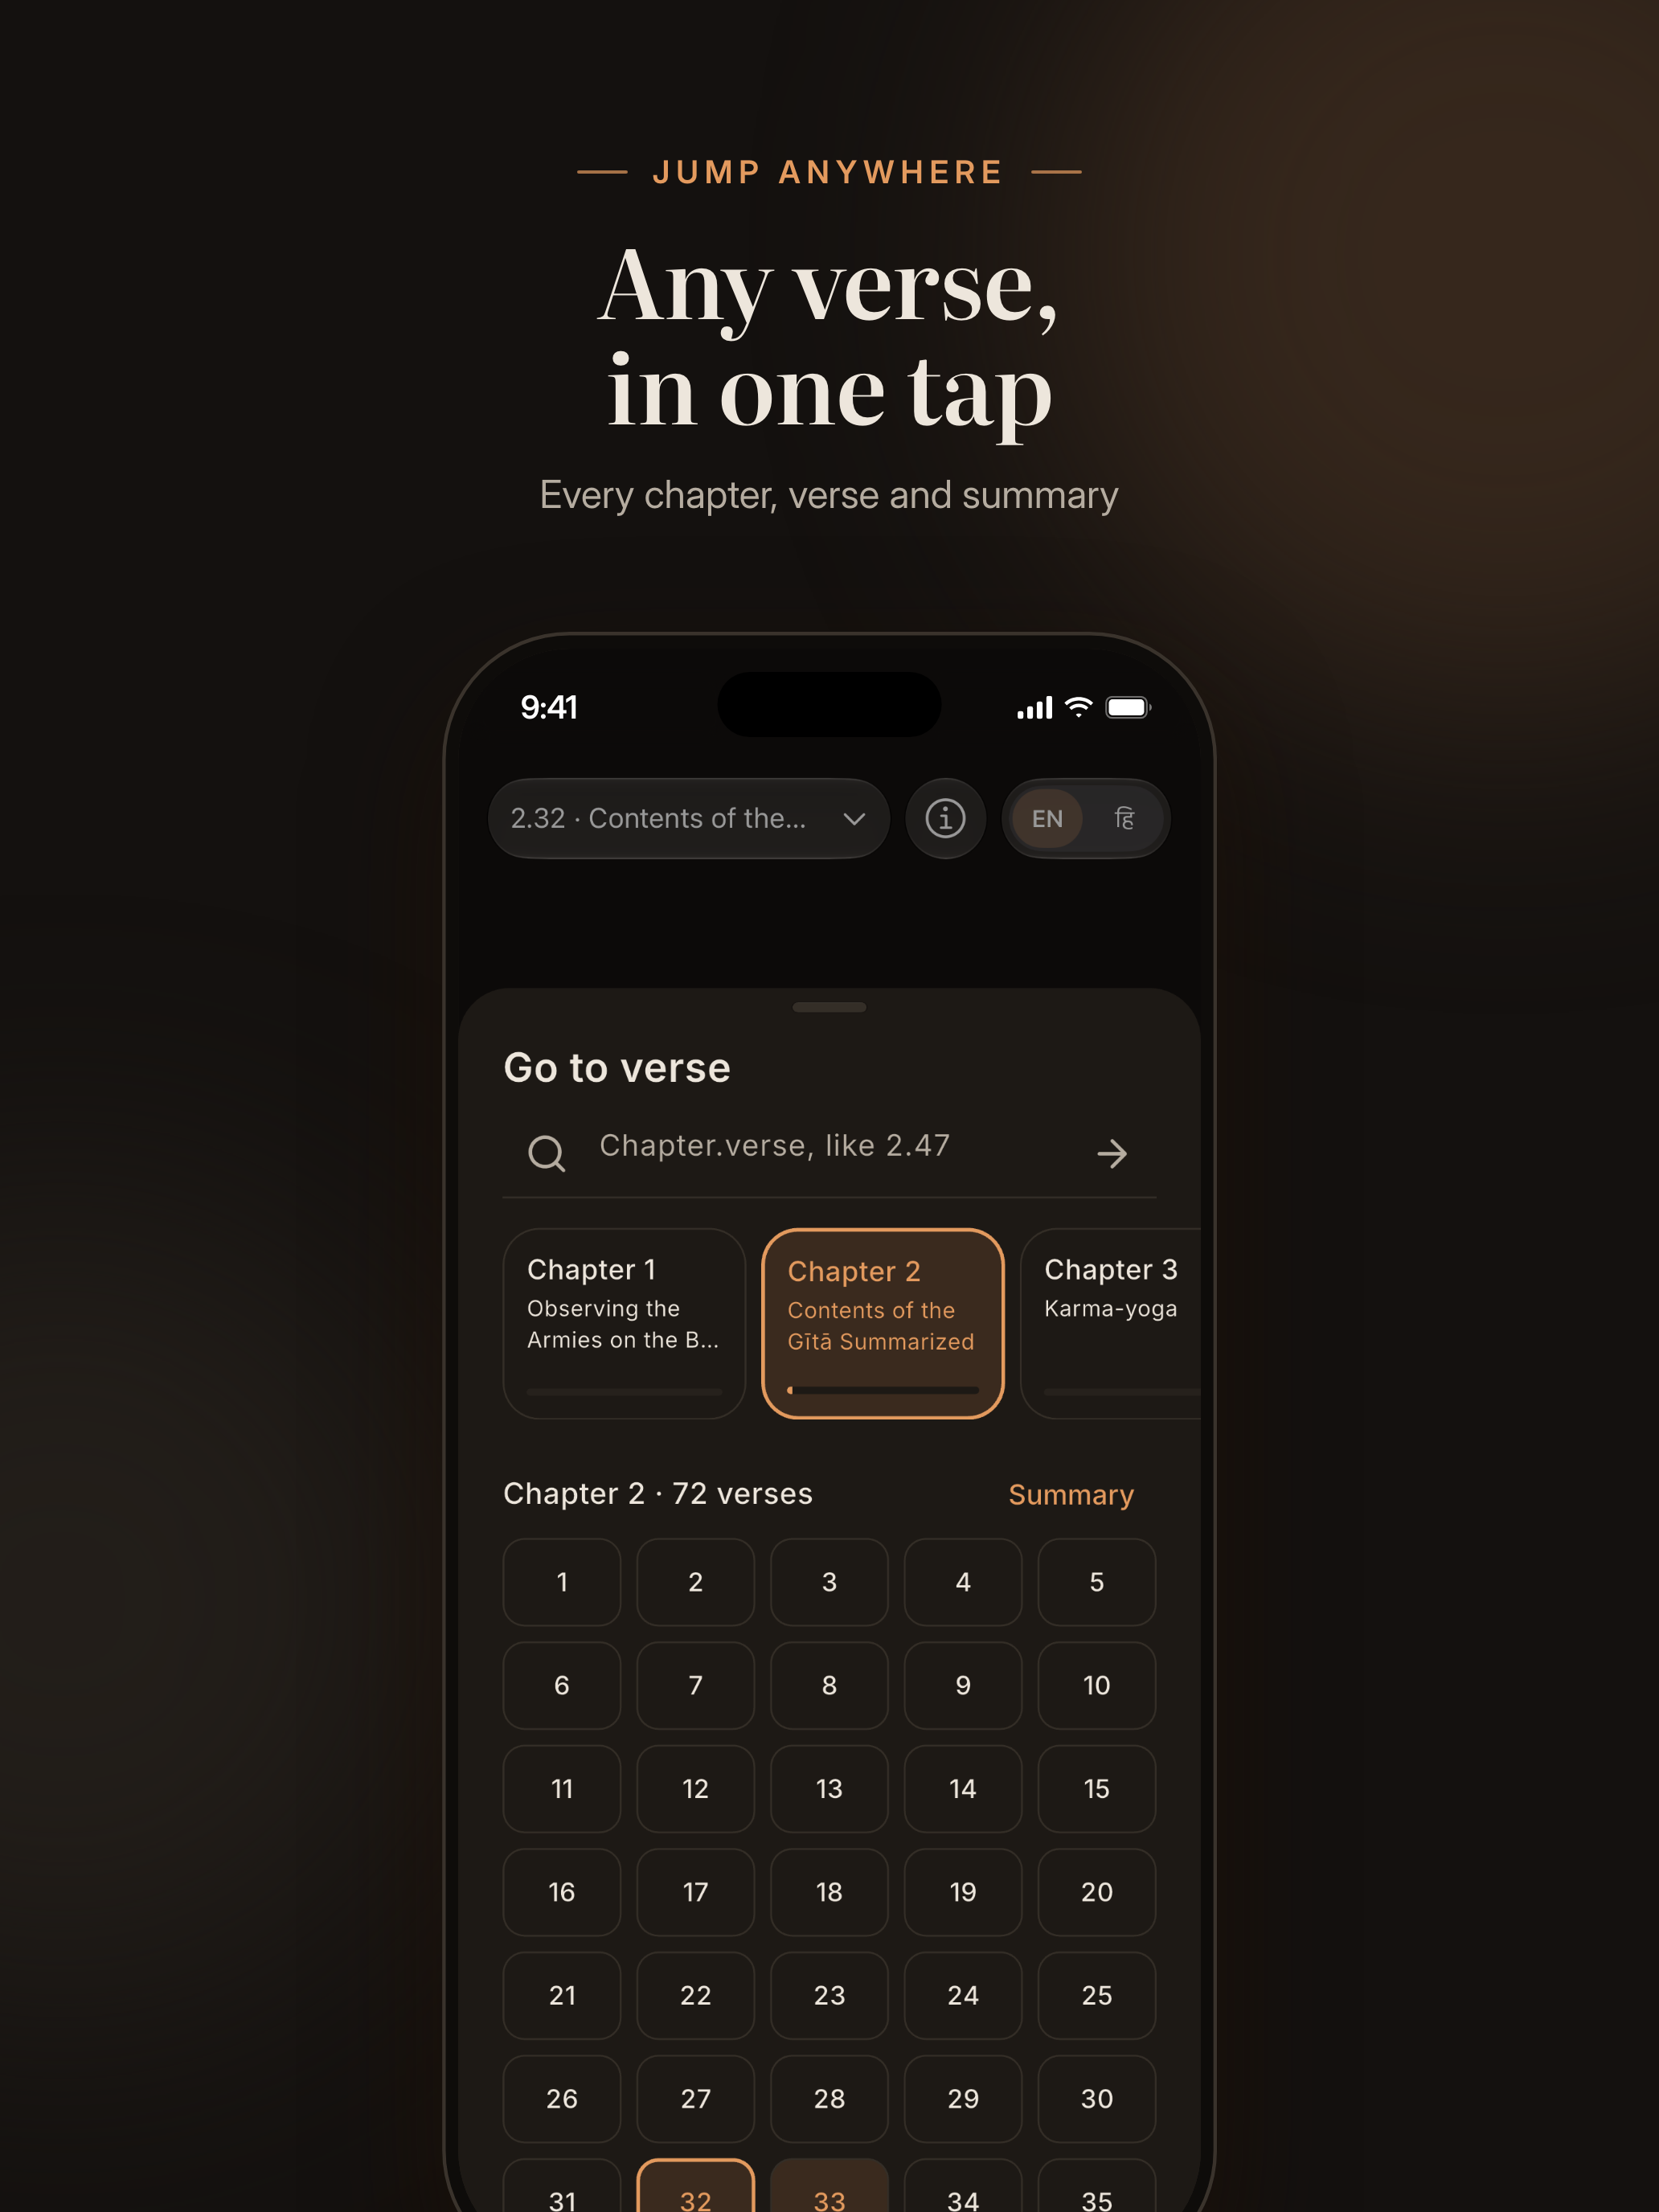 JUMP ANYWHERE
Any verse,
in one tap
Every chapter, verse and summary
9:41
2.32 · Contents of the...
EN
हि
Go to verse
Chapter.verse, like 2.47
Chapter 1
Observing the
Armies on the B...
Chapter 2
Contents of the
Gītā Summarized
Chapter 3
Karma-yoga
Chapter 2 · 72 verses
Summary
1 2 3 4 5
6 7 8 9 10
11 12 13 14 15
16 17 18 19 20
21 22 23 24 25
26 27 28 29 30
31 32 33 34 35